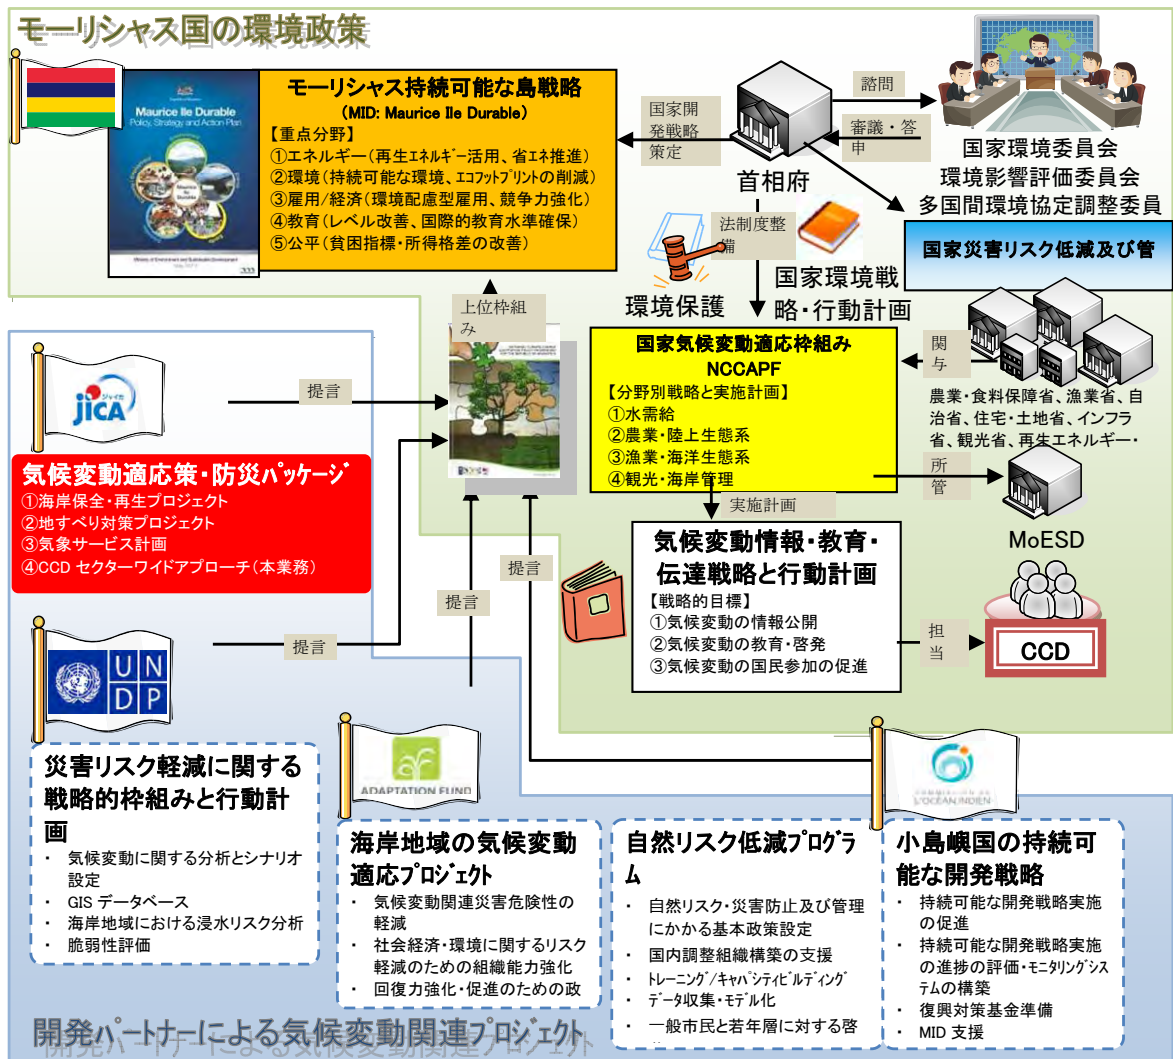 モーリシャス国の環境政策
Maurice Ile Durable
Policy, Strategy and Action Plan
Maurice Ile Durable
モーリシャス持続可能な島戦略
(MID: Maurice Ile Durable)
【重点分野】
①エネルギー(再生エネルギー活用、省エネ推進)
②環境(持続可能な環境、エコフットプリントの削減)
③雇用/経済(環境配慮型雇用、競争力強化)
④教育(レベル改善、国際的教育水準確保)
⑤公平(貧困指標・所得格差の改善)
国家開
発戦略
策定
首相府
諮問
審議・答
申
国家環境委員会
環境影響評価委員会
多国間環境協定調整委員
国家災害リスク低減及び管
法制度整
備
環境保護
国家環境戦
略・行動計画
上位枠組
み
国家気候変動適応枠組み
NCCAPF
【分野別戦略と実施計画】
①水需給
②農業・陸上生態系
③漁業・海洋生態系
④観光・海岸管理
関
与
農業・食料保障省、漁業省、自
治省、住宅・土地省、インフラ
省、観光省、再生エネルギー・
所
管
MoESD
実施計画
気候変動情報・教育・
伝達戦略と行動計画
【戦略的目標】
①気候変動の情報公開
②気候変動の教育・啓発
③気候変動の国民参加の促進
担
当
CCD
ジャイカ
jICA
提言
気候変動適応策・防災パッケージ
①海岸保全・再生プロジェクト
②地すべり対策プロジェクト
③気象サービス計画
④CCD セクターワイドアプローチ(本業務)
提言
提言
提言
U N
D P
災害リスク軽減に関する
戦略的枠組みと行動計
画
・ 気候変動に関する分析とシナリオ
設定
・ GIS データベース
・ 海岸地域における浸水リスク分析
・ 脆弱性評価
ADAPTATION FUND
海岸地域の気候変動
適応プロジェクト
・ 気候変動関連災害危険性の
軽減
・ 社会経済・環境に関するリスク
軽減のための組織能力強化
・ 回復力強化・促進のための政
自然リスク低減プログラ
ム
・ 自然リスク・災害防止及び管理
にかかる基本政策設定
・ 国内調整組織構築の支援
・ トレーニング/キャパシティビルディング
・ データ収集・モデル化
・ 一般市民と若年層に対する啓
COMMISSION DE
L'OCÉAN INDIEN
小島嶼国の持続可
能な開発戦略
・ 持続可能な開発戦略実施
の促進
・ 持続可能な開発戦略実施
の進捗の評価・モニタリングシス
テムの構築
・ 復興対策基金準備
・ MID 支援
開発パートナーによる気候変動関連プロジェクト